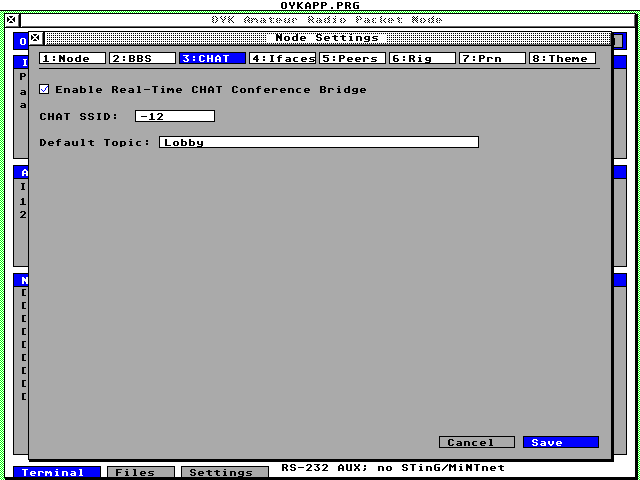 OYKAPP.PRG
OYK Amateur Radio Packet Node
Node Settings
1:Node 2:BBS 3:CHAT 4:Ifaces 5:Peers 6:Rig 7:Prn 8:Theme
Enable Real-Time CHAT Conference Bridge
CHAT SSID: -12
Default Topic: Lobby
Cancel Save
Terminal Files Settings RS-232 AUX; no STinG/MiNTnet